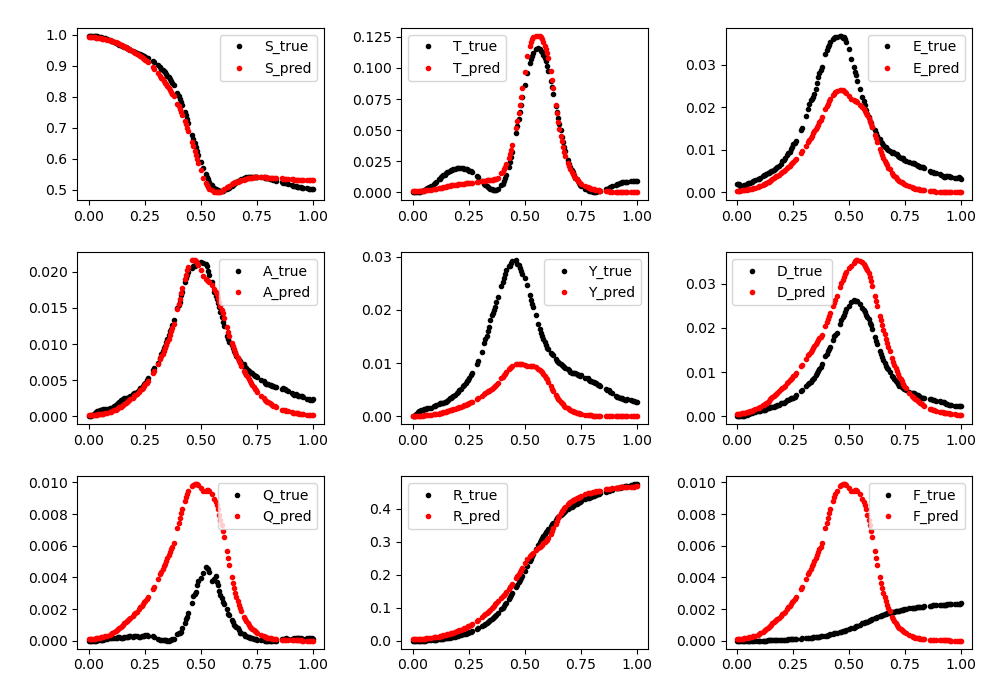 1.0
0.9
0.8
0.7
0.6
0.5
0.00 0.25 0.50 0.75 1.00
S_true
S_pred
0.125
0.100
0.075
0.050
0.025
0.000
0.00 0.25 0.50 0.75 1.00
T_true
T_pred
0.03
0.02
0.01
0.00
0.00 0.25 0.50 0.75 1.00
E_true
E_pred
0.020
0.015
0.010
0.005
0.000
0.00 0.25 0.50 0.75 1.00
A_true
A_pred
0.03
0.02
0.01
0.00
0.00 0.25 0.50 0.75 1.00
Y_true
Y_pred
0.03
0.02
0.01
0.00
0.00 0.25 0.50 0.75 1.00
D_true
D_pred
0.010
0.008
0.006
0.004
0.002
0.000
0.00 0.25 0.50 0.75 1.00
Q_true
Q_pred
0.4
0.3
0.2
0.1
0.0
0.00 0.25 0.50 0.75 1.00
R_true
R_pred
0.010
0.008
0.006
0.004
0.002
0.000
0.00 0.25 0.50 0.75 1.00
F_true
F_pred